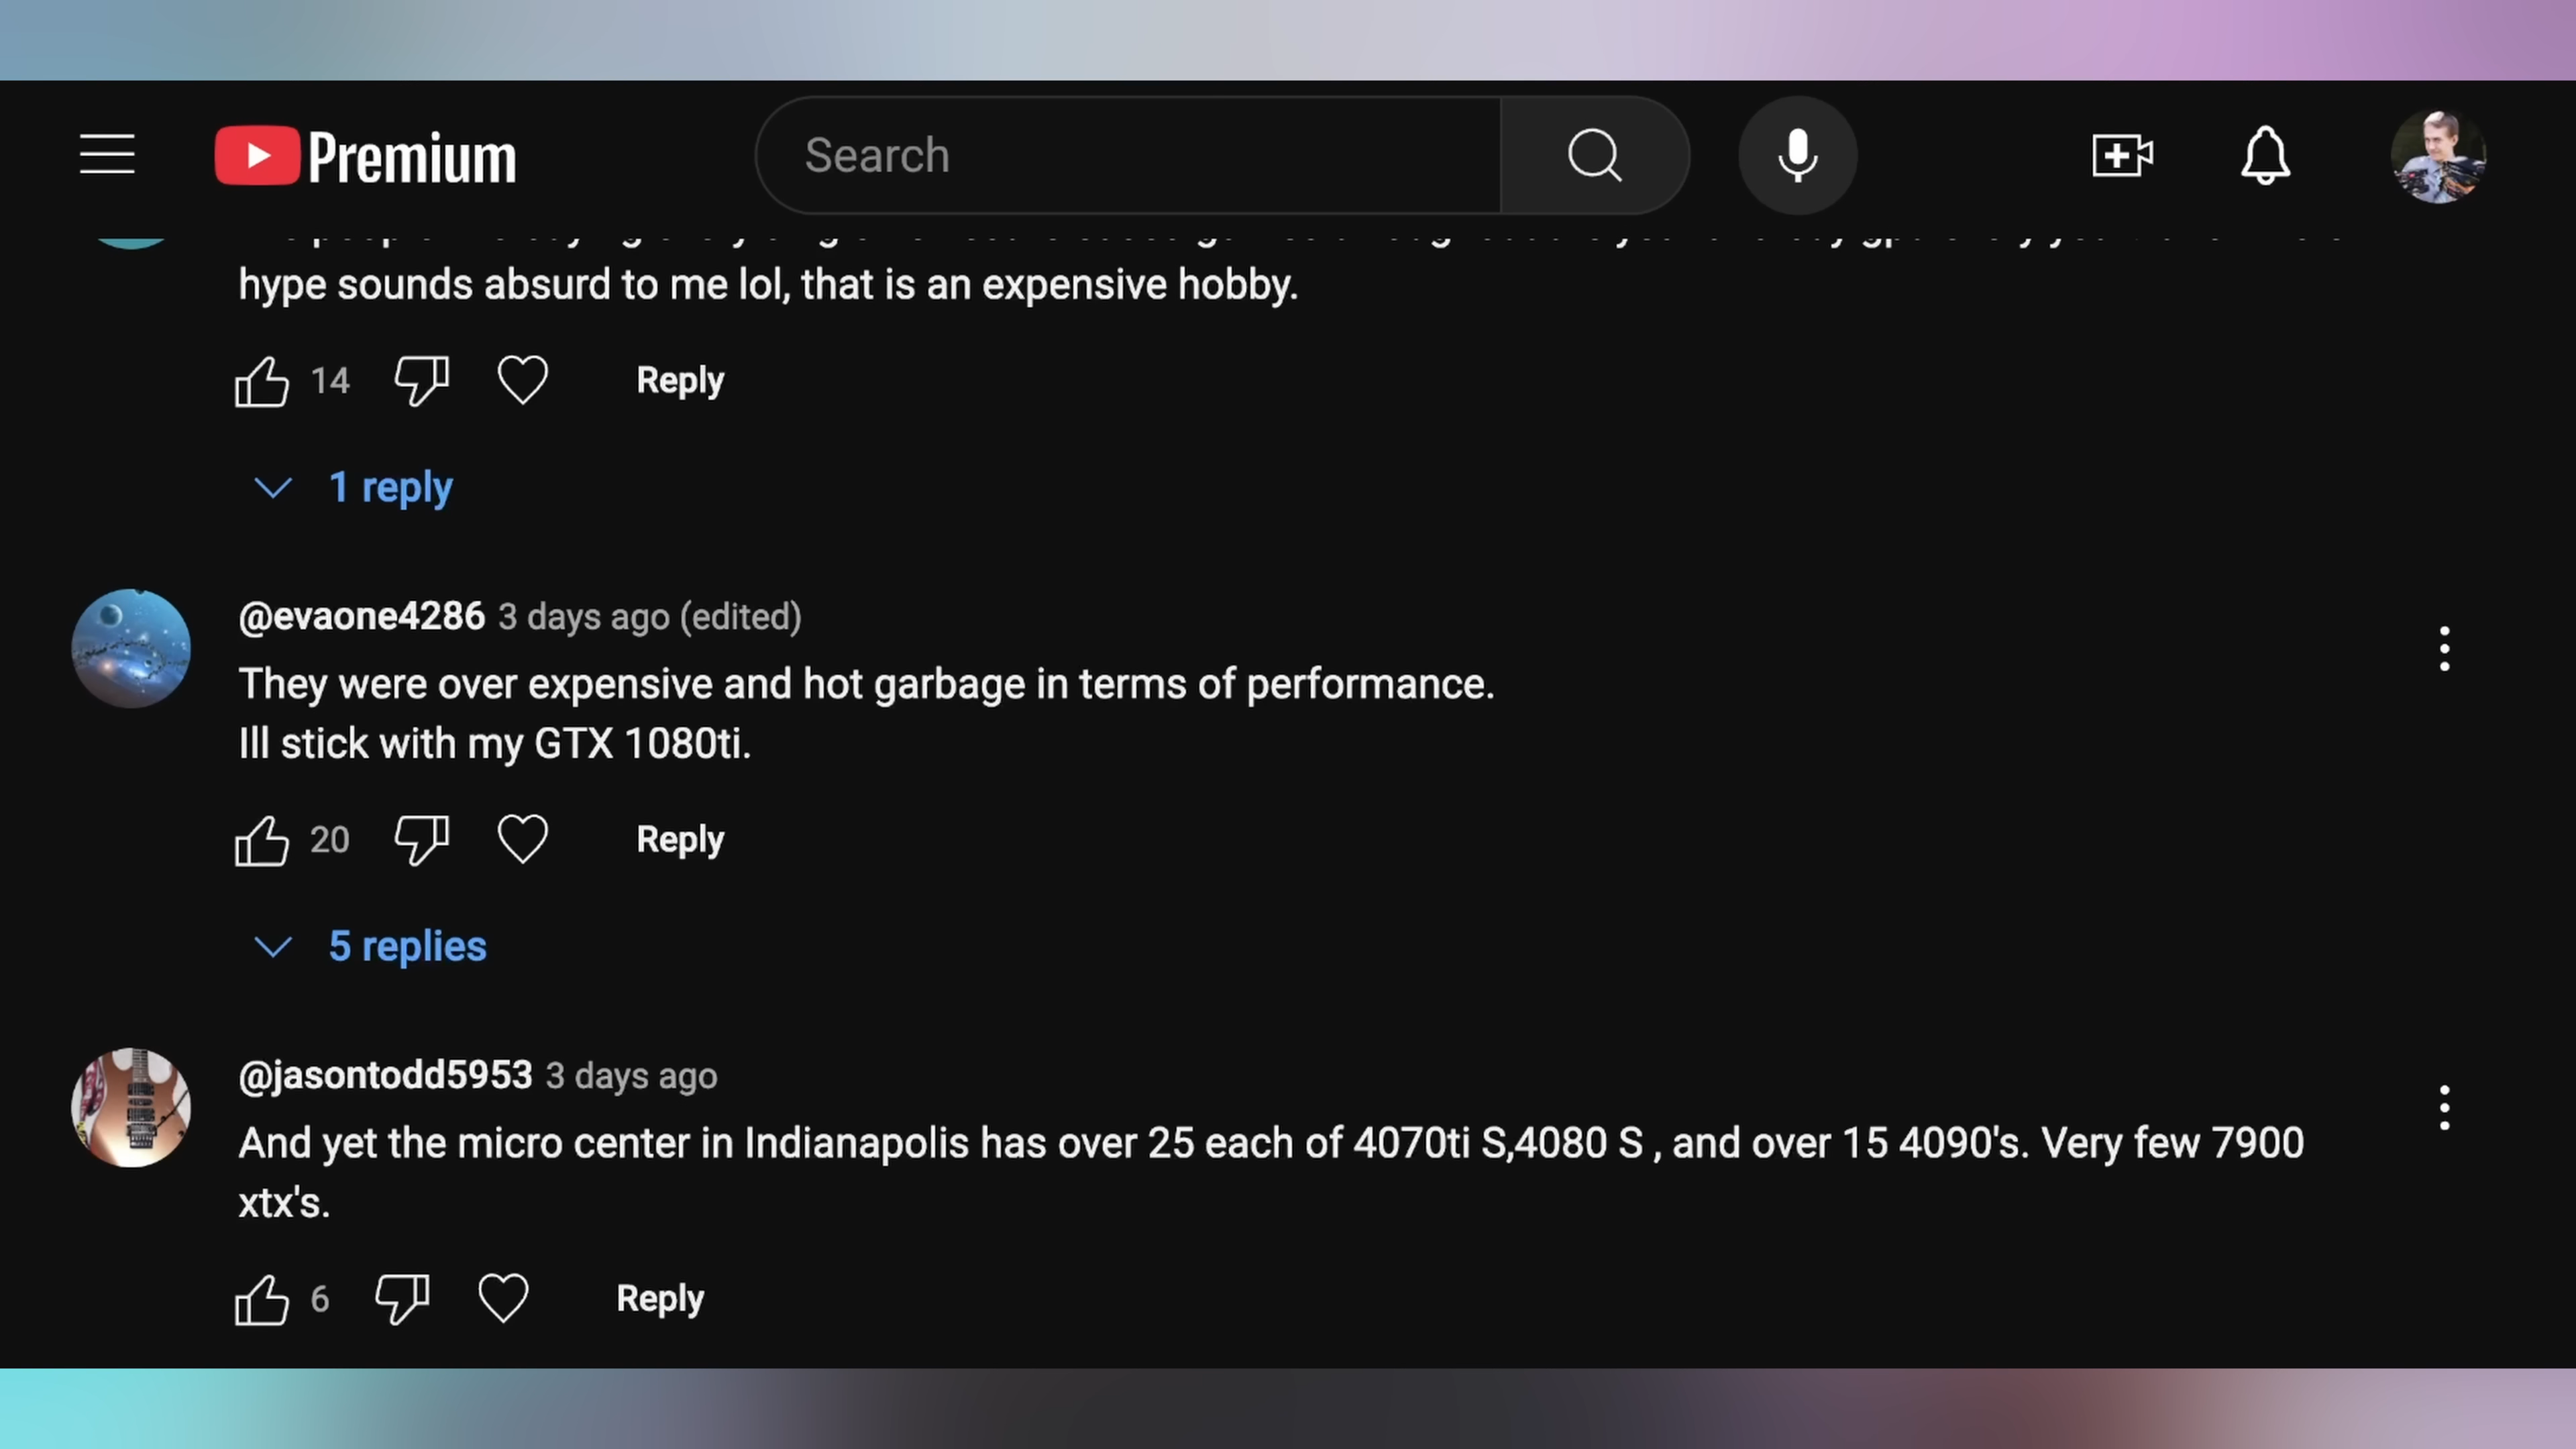 Premium
Search
hype sounds absurd to me lol, that is an expensive hobby.
14
Reply
1 reply
@evaone4286 3 days ago (edited)
They were over expensive and hot garbage in terms of performance.
Ill stick with my GTX 1080ti.
20
Reply
5 replies
@jasontodd5953 3 days ago
And yet the micro center in Indianapolis has over 25 each of 4070ti S,4080 S , and over 15 4090's. Very few 7900
xtx's.
6
Reply